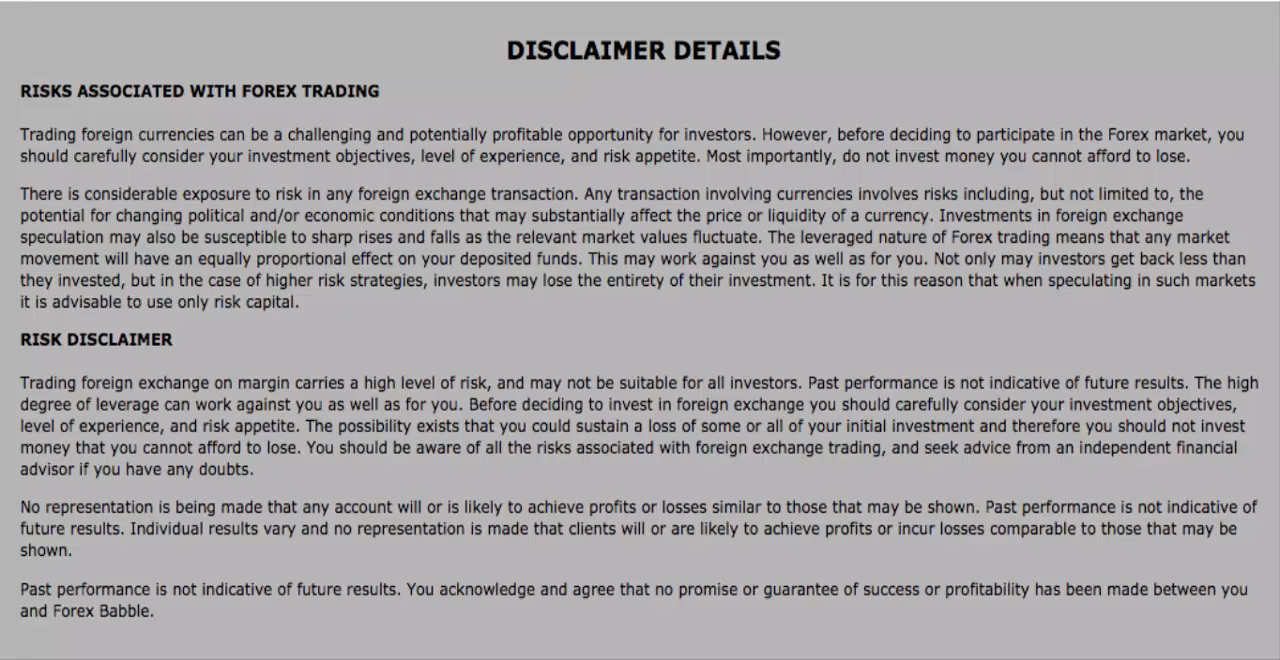 DISCLAIMER DETAILS
RISKS ASSOCIATED WITH FOREX TRADING
Trading foreign currencies can be a challenging and potentially profitable opportunity for investors. However, before deciding to participate in the Forex market, you
should carefully consider your investment objectives, level of experience, and risk appetite. Most importantly, do not invest money you cannot afford to lose.
There is considerable exposure to risk in any foreign exchange transaction. Any transaction involving currencies involves risks including, but not limited to, the
potential for changing political and/or economic conditions that may substantially affect the price or liquidity of a currency. Investments in foreign exchange
speculation may also be susceptible to sharp rises and falls as the relevant market values fluctuate. The leveraged nature of Forex trading means that any market
movement will have an equally proportional effect on your deposited funds. This may work against you as well as for you. Not only may investors get back less than
they invested, but in the case of higher risk strategies, investors may lose the entirety of their investment. It is for this reason that when speculating in such markets
it is advisable to use only risk capital.
RISK DISCLAIMER
Trading foreign exchange on margin carries a high level of risk, and may not be suitable for all investors. Past performance is not indicative of future results. The high
degree of leverage can work against you as well as for you. Before deciding to invest in foreign exchange you should carefully consider your investment objectives,
level of experience, and risk appetite. The possibility exists that you could sustain a loss of some or all of your initial investment and therefore you should not invest
money that you cannot afford to lose. You should be aware of all the risks associated with foreign exchange trading, and seek advice from an independent financial
advisor if you have any doubts.
No representation is being made that any account will or is likely to achieve profits or losses similar to those that may be shown. Past performance is not indicative of
future results. Individual results vary and no representation is made that clients will or are likely to achieve profits or incur losses comparable to those that may be
shown.
Past performance is not indicative of future results. You acknowledge and agree that no promise or guarantee of success or profitability has been made between you
and Forex Babble.